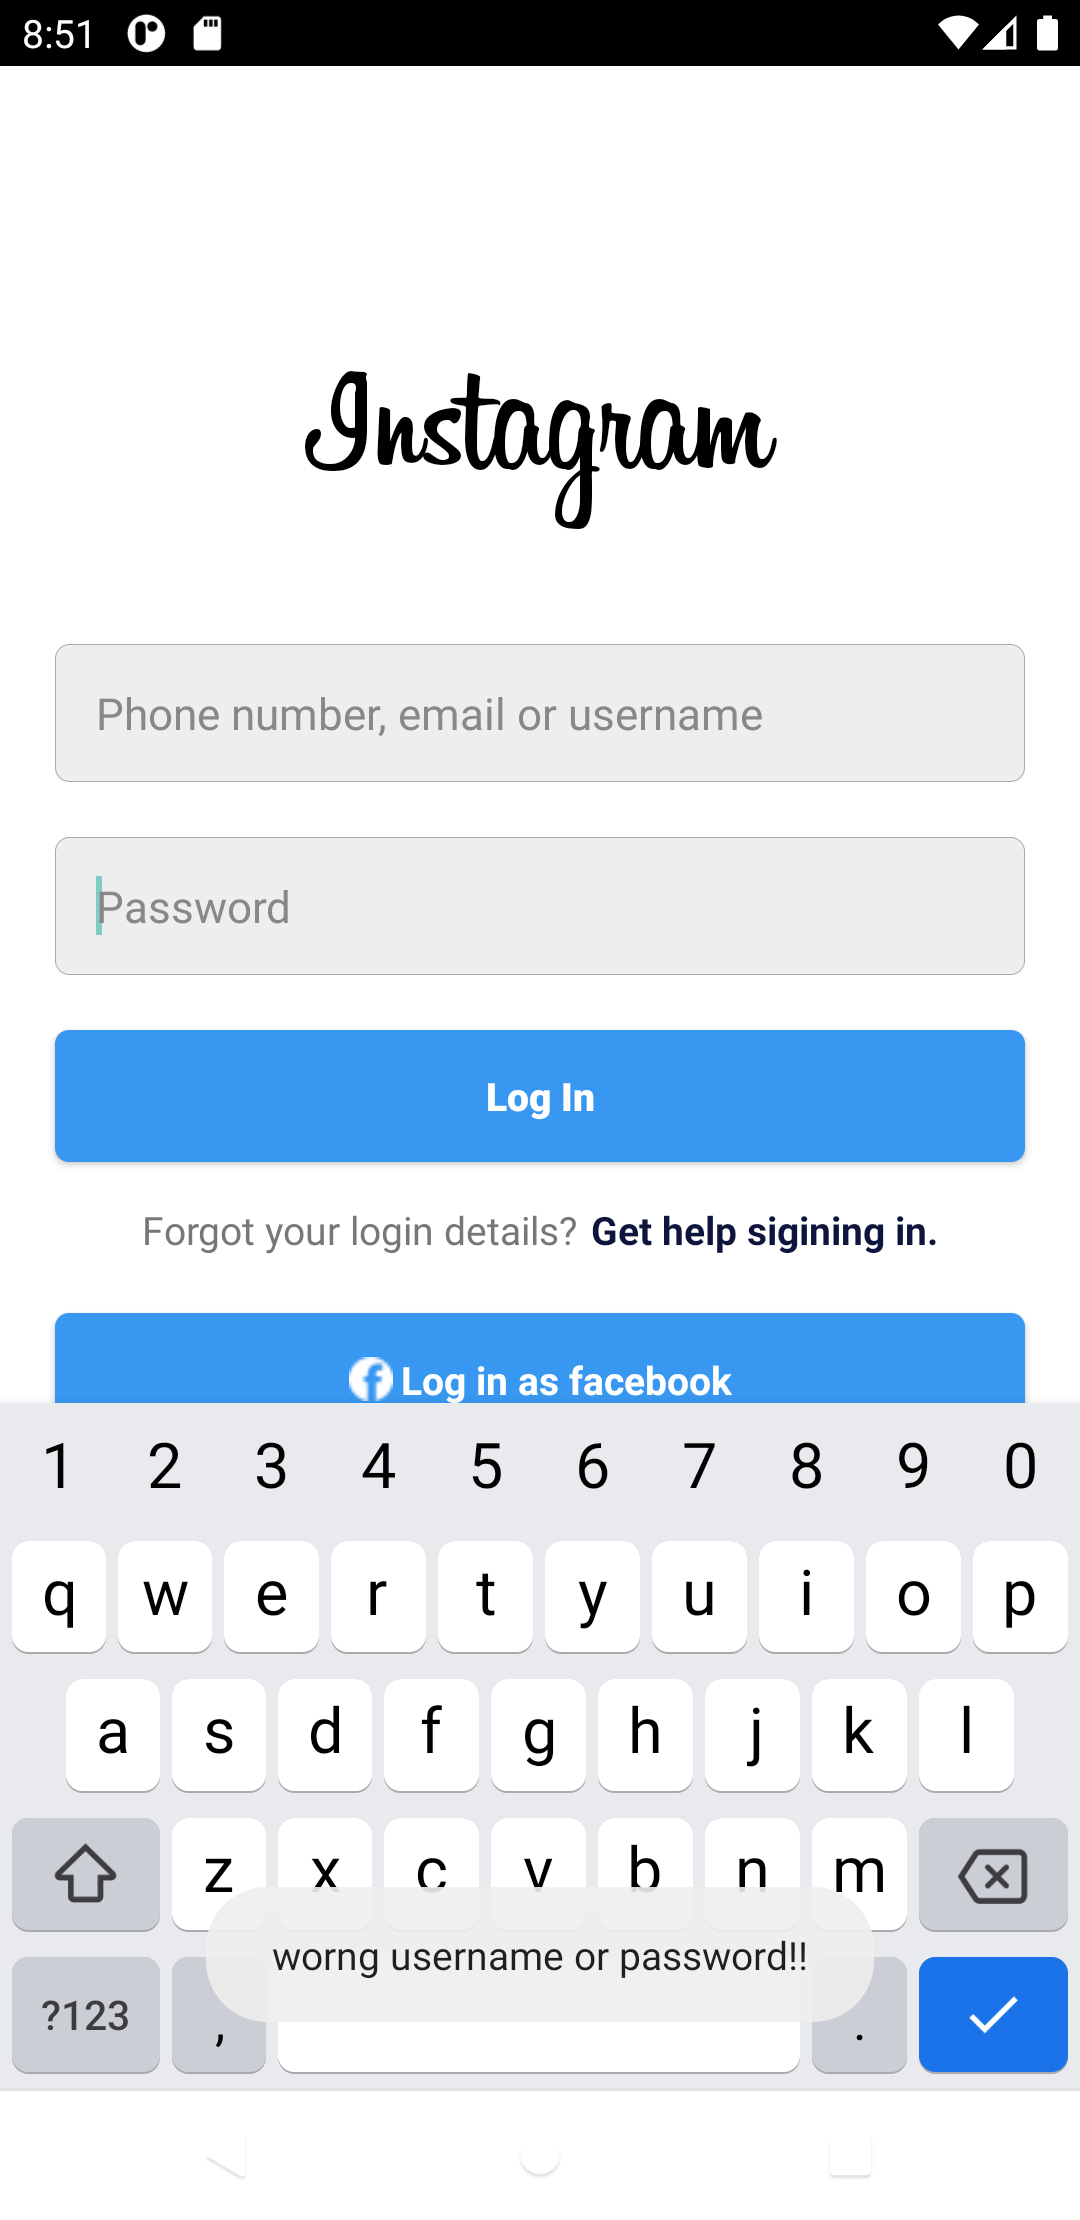 8:51
Instagram
Phone number, email or username
Password
Log In
Forgot your login details? Get help sigining in.
Log in as facebook
1 2 3 4 5 6 7 8 9 0
q w e r t y u i o p
a s d f g h j k l
z x c v b n m
worng username or password!!
?123 , .